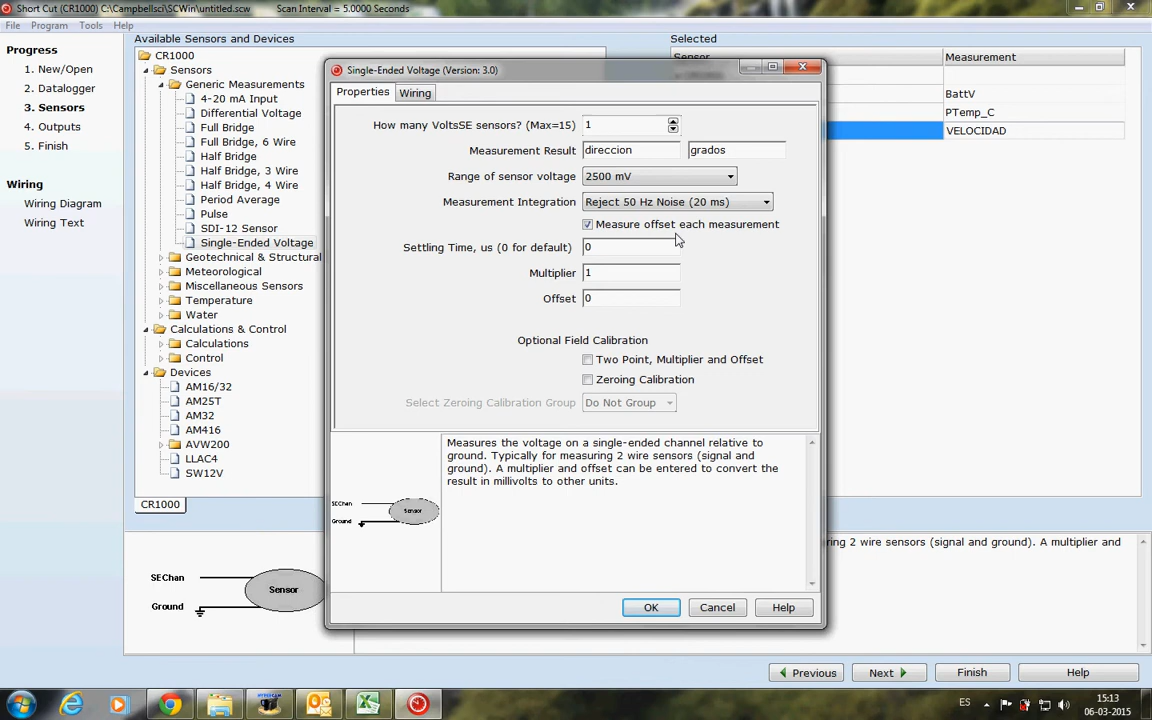 Short Cut (CR1000) C:\Campbellsci\SCWin\untitled.scw Scan Interval = 5.0000 Seconds
File Program Tools Help
Progress
1. New/Open
2. Datalogger
3. Sensors
4. Outputs
5. Finish
Wiring
Wiring Diagram
Wiring Text
Available Sensors and Devices
CR1000
Sensors
Generic Measurements
4-20 mA Input
Differential Voltage
Full Bridge
Full Bridge, 6 Wire
Half Bridge
Half Bridge, 3 Wire
Half Bridge, 4 Wire
Period Average
Pulse
SDI-12 Sensor
Single-Ended Voltage
Geotechnical & Structural
Meteorological
Miscellaneous Sensors
Temperature
Water
Calculations & Control
Calculations
Control
Devices
AM16/32
AM25T
AM32
AM416
AVW200
LLAC4
SW12V
CR1000
Selected
Sensor Measurement
BattV
PTemp_C
VELOCIDAD
Single-Ended Voltage (Version: 3.0)
Properties Wiring
How many VoltsSE sensors? (Max=15) 1
Measurement Result direccion grados
Range of sensor voltage 2500 mV
Measurement Integration Reject 50 Hz Noise (20 ms)
Measure offset each measurement
Settling Time, us (0 for default) 0
Multiplier 1
Offset 0
Optional Field Calibration
Two Point, Multiplier and Offset
Zeroing Calibration
Select Zeroing Calibration Group Do Not Group
Measures the voltage on a single-ended channel relative to
ground. Typically for measuring 2 wire sensors (signal and
ground). A multiplier and offset can be entered to convert the
result in millivolts to other units.
SEChan
Ground
Sensor
OK Cancel Help
SEChan
Ground
Sensor
ring 2 wire sensors (signal and ground). A multiplier and
Previous Next Finish Help
ES 15:13
06-03-2015